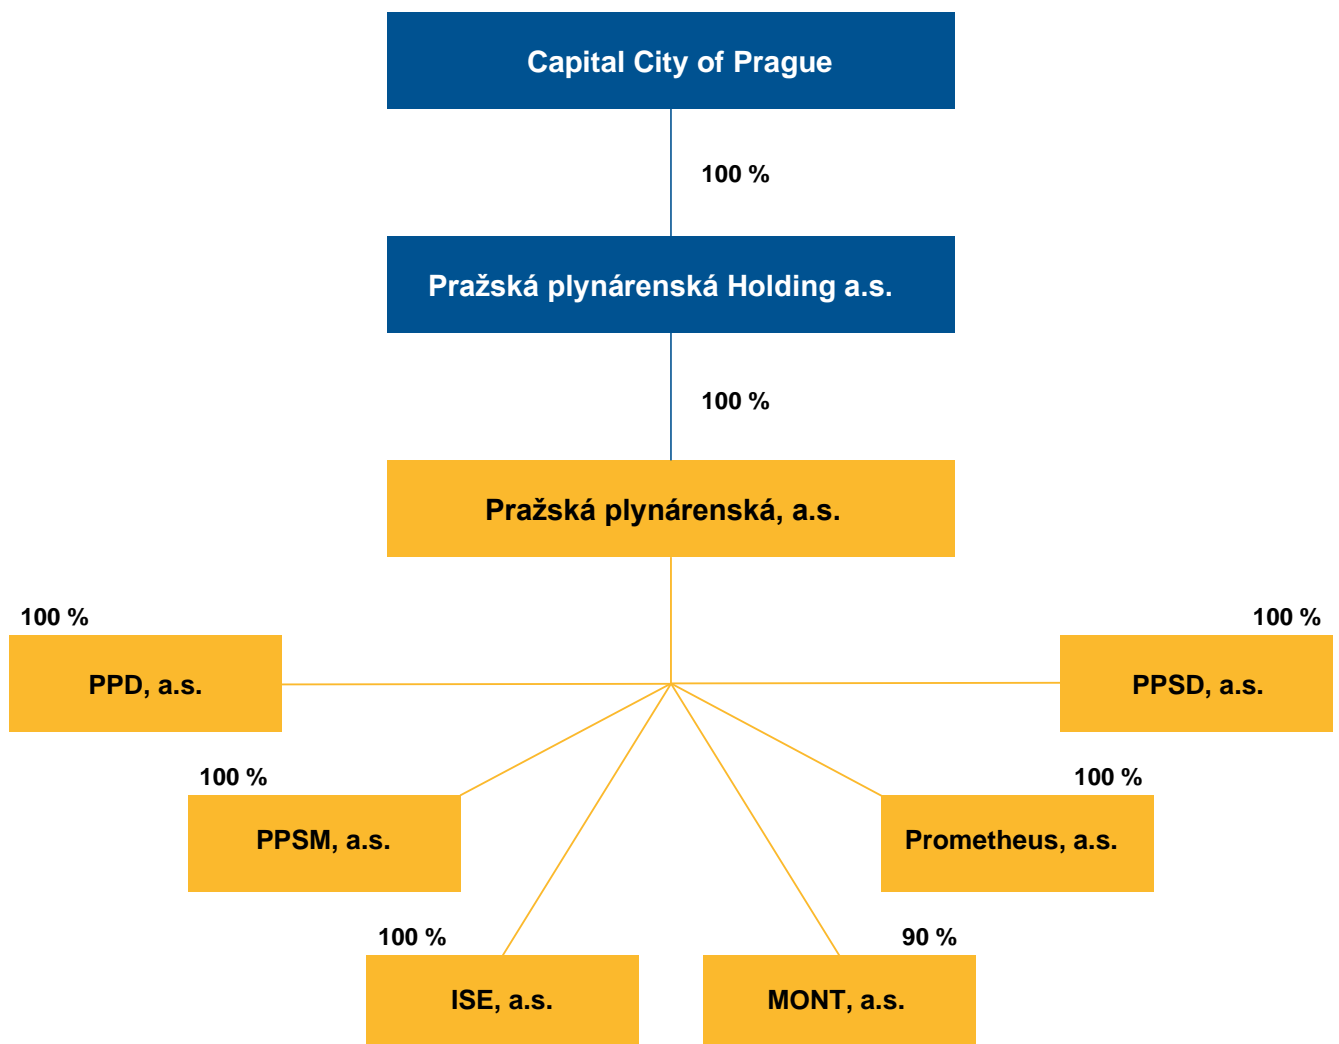 Capital City of Prague
100 %
Pražská plynárenská Holding a.s.
100 %
Pražská plynárenská, a.s.
100 %
100 %
PPD, a.s.
PPSD, a.s.
100 %
100 %
PPSM, a.s.
Prometheus, a.s.
100 %
90 %
ISE, a.s.
MONT, a.s.